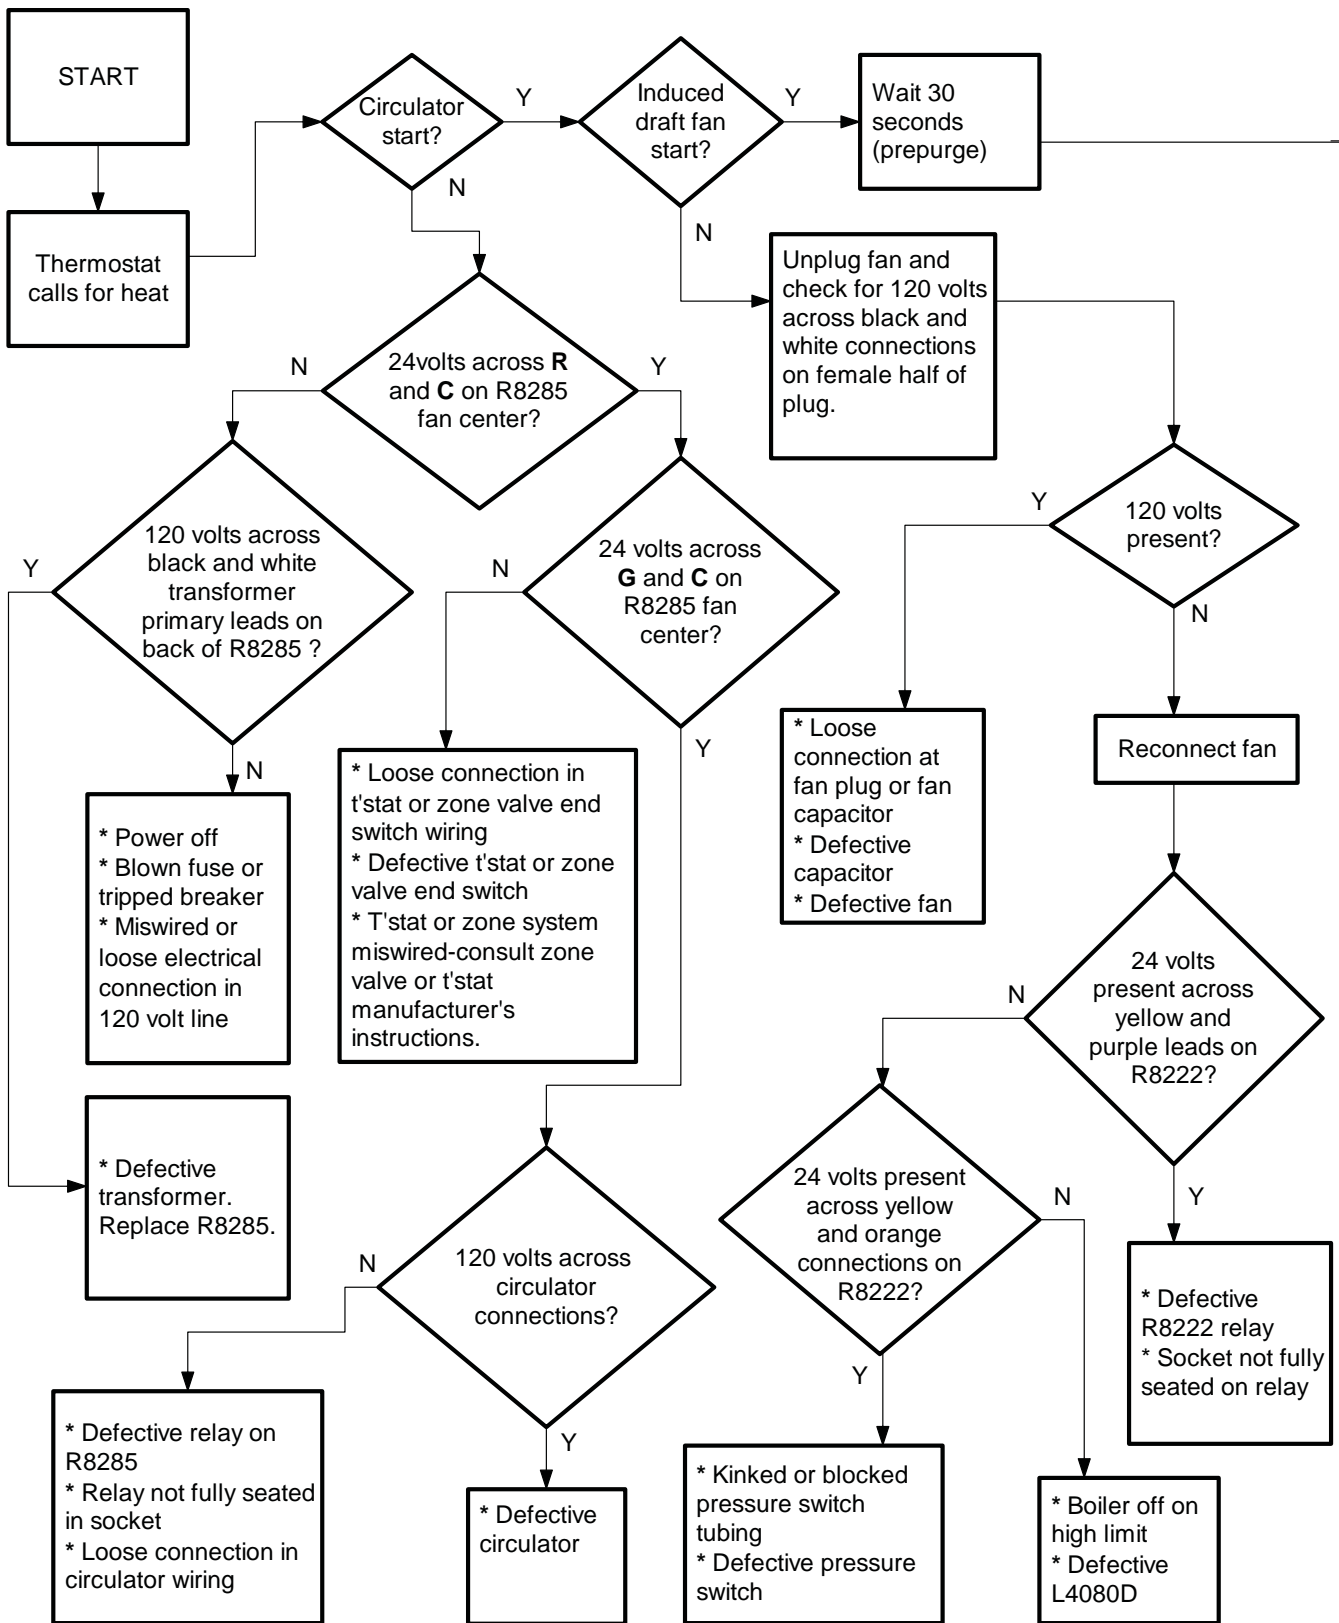 START
Thermostat
calls for heat
Circulator
start?
Y
N
Induced
draft fan
start?
Y
N
Wait 30
seconds
(prepurge)
Unplug fan and
check for 120 volts
across black and
white connections
on female half of
plug.
24volts across R
and C on R8285
fan center?
N
Y
120 volts across
black and white
transformer
primary leads on
back of R8285 ?
Y
N
24 volts across
G and C on
R8285 fan
center?
N
Y
120 volts
present?
Y
N
* Power off
* Blown fuse or
tripped breaker
* Miswired or
loose electrical
connection in
120 volt line
* Loose connection in
t'stat or zone valve end
switch wiring
* Defective t'stat or zone
valve end switch
* T'stat or zone system
miswired-consult zone
valve or t'stat
manufacturer's
instructions.
* Loose
connection at
fan plug or fan
capacitor
* Defective
capacitor
* Defective fan
Reconnect fan
24 volts
present across
yellow and
purple leads on
R8222?
N
Y
* Defective
transformer.
Replace R8285.
120 volts across
circulator
connections?
N
Y
24 volts present
across yellow
and orange
connections on
R8222?
N
Y
* Defective
R8222 relay
* Socket not fully
seated on relay
* Defective relay on
R8285
* Relay not fully seated
in socket
* Loose connection in
circulator wiring
* Defective
circulator
* Kinked or blocked
pressure switch
tubing
* Defective pressure
switch
* Boiler off on
high limit
* Defective
L4080D